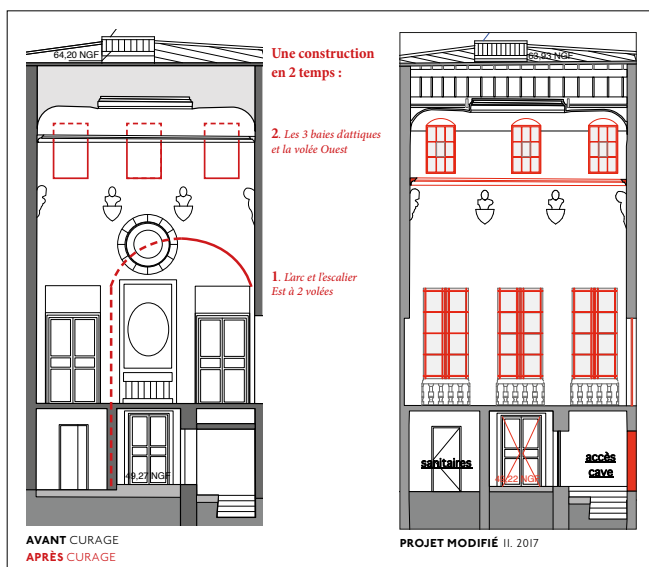 64,20 NGF
Une construction
en 2 temps :
2. Les 3 baies d'attiques
et la volée Ouest
1. L'arc et l'escalier
Est à 2 volées
49,27 NGF
AVANT CURAGE
APRÈS CURAGE
63,93 NGF
sanitaires
accès
cave
49,22 NGF
PROJET MODIFIÉ II. 2017